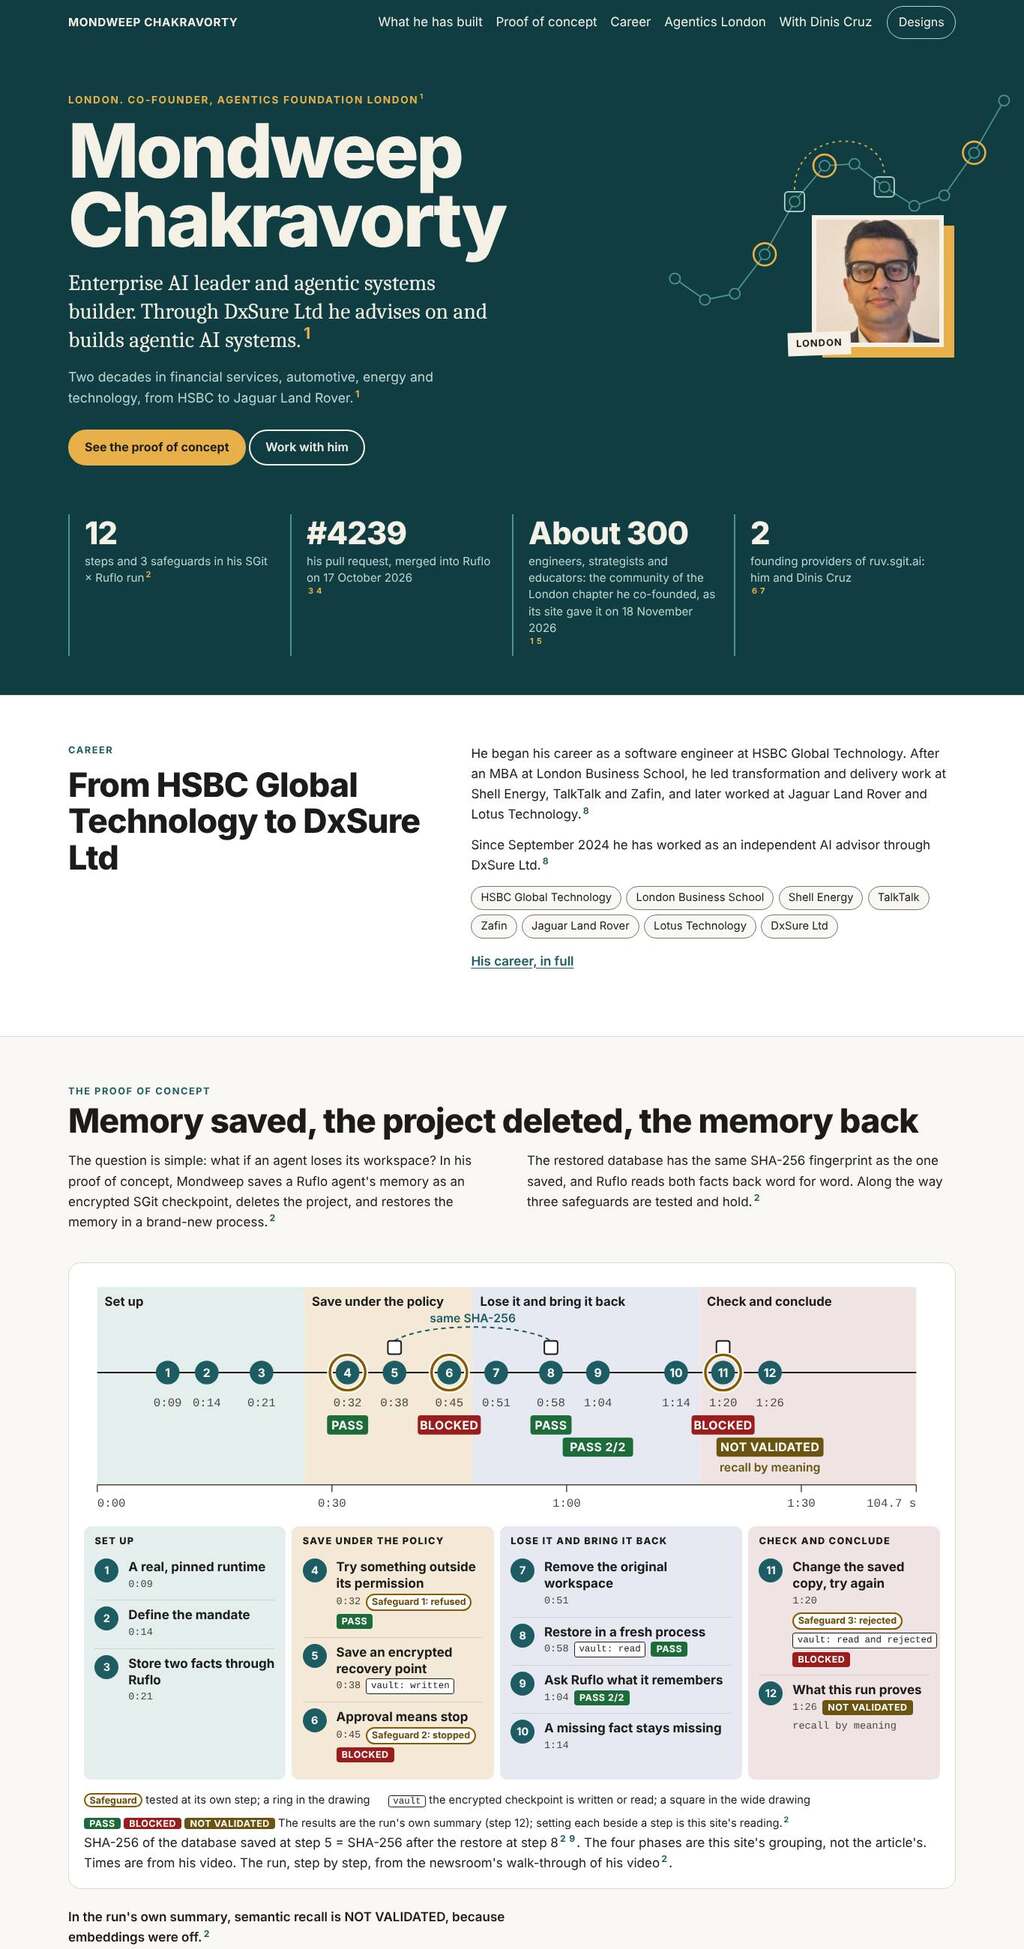 MONDWEEP CHAKRAVORTY
What he has built Proof of concept Career Agentics London With Dinis Cruz Designs
LONDON. CO-FOUNDER, AGENTICS FOUNDATION LONDON 1
Mondweep
Chakravorty
Enterprise AI leader and agentic systems
builder. Through DxSure Ltd he advises on and
builds agentic AI systems. 1
LONDON
Two decades in financial services, automotive, energy and
technology, from HSBC to Jaguar Land Rover. 1
See the proof of concept Work with him
12
steps and 3 safeguards in his SGit
× Ruflo run 2
#4239
his pull request, merged into Ruflo
on 17 October 2026
3 4
About 300
engineers, strategists and
educators: the community of the
London chapter he co-founded, as
its site gave it on 18 November
2026
1 5
2
founding providers of ruv.sgit.ai:
him and Dinis Cruz
6 7
CAREER
From HSBC Global
Technology to DxSure
Ltd
He began his career as a software engineer at HSBC Global Technology. After
an MBA at London Business School, he led transformation and delivery work at
Shell Energy, TalkTalk and Zafin, and later worked at Jaguar Land Rover and
Lotus Technology. 8
Since September 2024 he has worked as an independent AI advisor through
DxSure Ltd. 8
HSBC Global Technology London Business School Shell Energy TalkTalk
Zafin Jaguar Land Rover Lotus Technology DxSure Ltd
His career, in full
THE PROOF OF CONCEPT
Memory saved, the project deleted, the memory back
The question is simple: what if an agent loses its workspace? In his
proof of concept, Mondweep saves a Ruflo agent's memory as an
encrypted SGit checkpoint, deletes the project, and restores the
memory in a brand-new process. 2
The restored database has the same SHA-256 fingerprint as the one
saved, and Ruflo reads both facts back word for word. Along the way
three safeguards are tested and hold. 2
Set up Save under the policy Lose it and bring it back Check and conclude
same SHA-256
1 2 3 4 5 6 7 8 9 10 11 12
0:09 0:14 0:21 0:32 0:38 0:45 0:51 0:58 1:04 1:14 1:20 1:26
PASS BLOCKED PASS BLOCKED
PASS 2/2 NOT VALIDATED
recall by meaning
0:00 0:30 1:00 1:30 104.7 s
SET UP
1 A real, pinned runtime
0:09
2 Define the mandate
0:14
3 Store two facts through
Ruflo
0:21
SAVE UNDER THE POLICY
4 Try something outside
its permission
0:32 Safeguard 1: refused
PASS
5 Save an encrypted
recovery point
0:38 vault: written
6 Approval means stop
0:45 Safeguard 2: stopped
BLOCKED
LOSE IT AND BRING IT BACK
7 Remove the original
workspace
0:51
8 Restore in a fresh process
0:58 vault: read PASS
9 Ask Ruflo what it remembers
1:04 PASS 2/2
10 A missing fact stays missing
1:14
CHECK AND CONCLUDE
11 Change the saved
copy, try again
1:20
Safeguard 3: rejected
vault: read and rejected
BLOCKED
12 What this run proves
1:26 NOT VALIDATED
recall by meaning
Safeguard tested at its own step; a ring in the drawing vault the encrypted checkpoint is written or read; a square in the wide drawing
PASS BLOCKED NOT VALIDATED The results are the run's own summary (step 12); setting each beside a step is this site's reading. 2
SHA-256 of the database saved at step 5 = SHA-256 after the restore at step 8 2 9. The four phases are this site's grouping, not the article's.
Times are from his video. The run, step by step, from the newsroom's walk-through of his video 2.
In the run's own summary, semantic recall is NOT VALIDATED, because
embeddings were off. 2